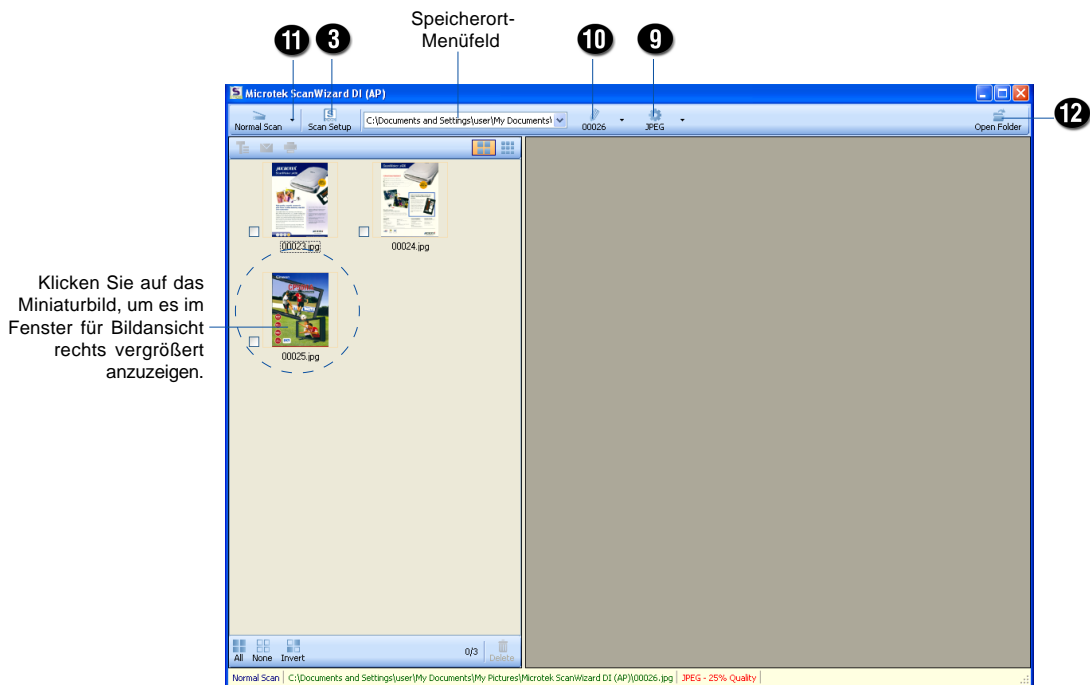 Speicherort-
Menüfeld
11
3
10
9
Microtek ScanWizard DI (AP)
Normal Scan
Scan Setup
C:\Documents and Settings\user\My Documents\
00026
JPEG
Open Folder
12
00023.jpg
00024.jpg
Klicken Sie auf das
Miniaturbild, um es im
Fenster für Bildansicht
rechts vergrößert
anzuzeigen.
00025.jpg
All
None
Invert
0/3
Delete
Normal Scan
C:\Documents and Settings\user\My Documents\My Pictures\Microtek ScanWizard DI (AP)\00026.jpg
JPEG - 25% Quality